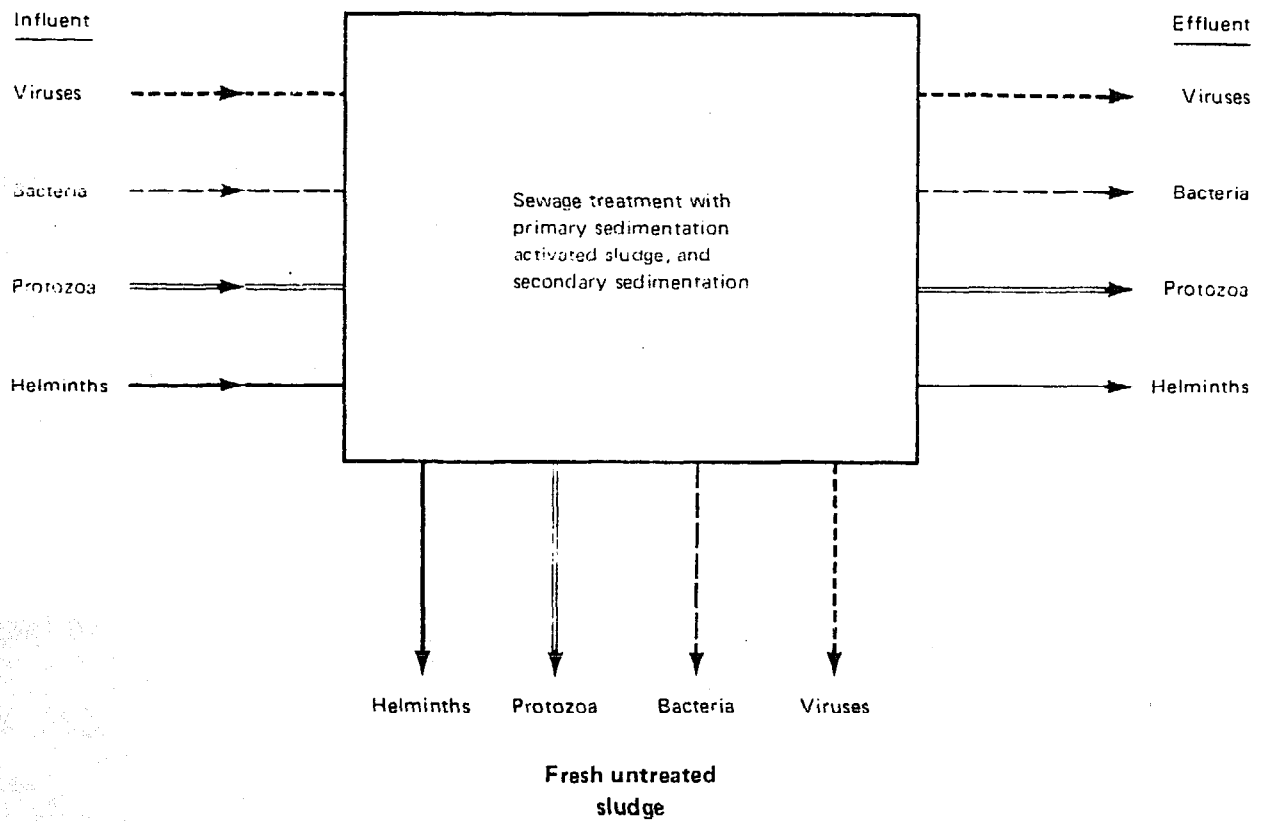 Influent
Effluent
Viruses
Viruses
Bacteria
Bacteria
Protozoa
Protozoa
Helminths
Helminths
Sewage treatment with
primary sedimentation
activated sludge, and
secondary sedimentation
Helminths Protozoa Bacteria Viruses
Fresh untreated
sludge